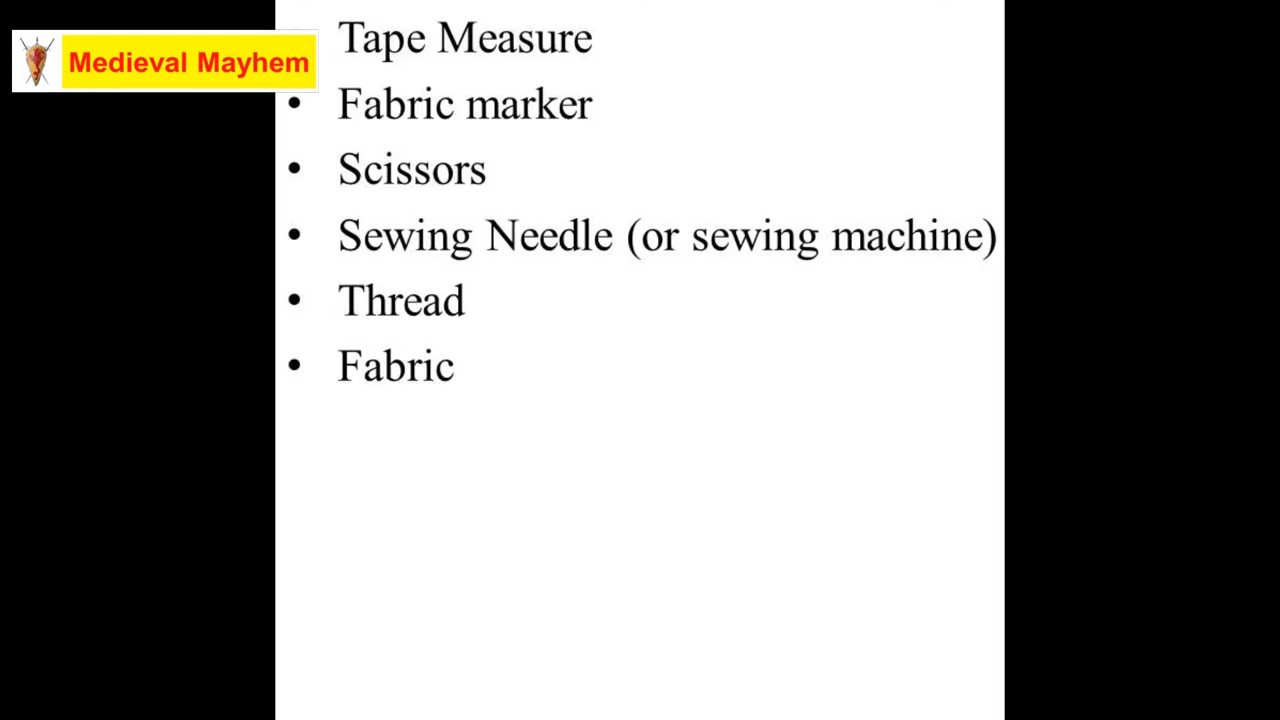 Tape Measure
Medieval Mayhem
• Fabric marker
• Scissors
• Sewing Needle (or sewing machine)
• Thread
• Fabric